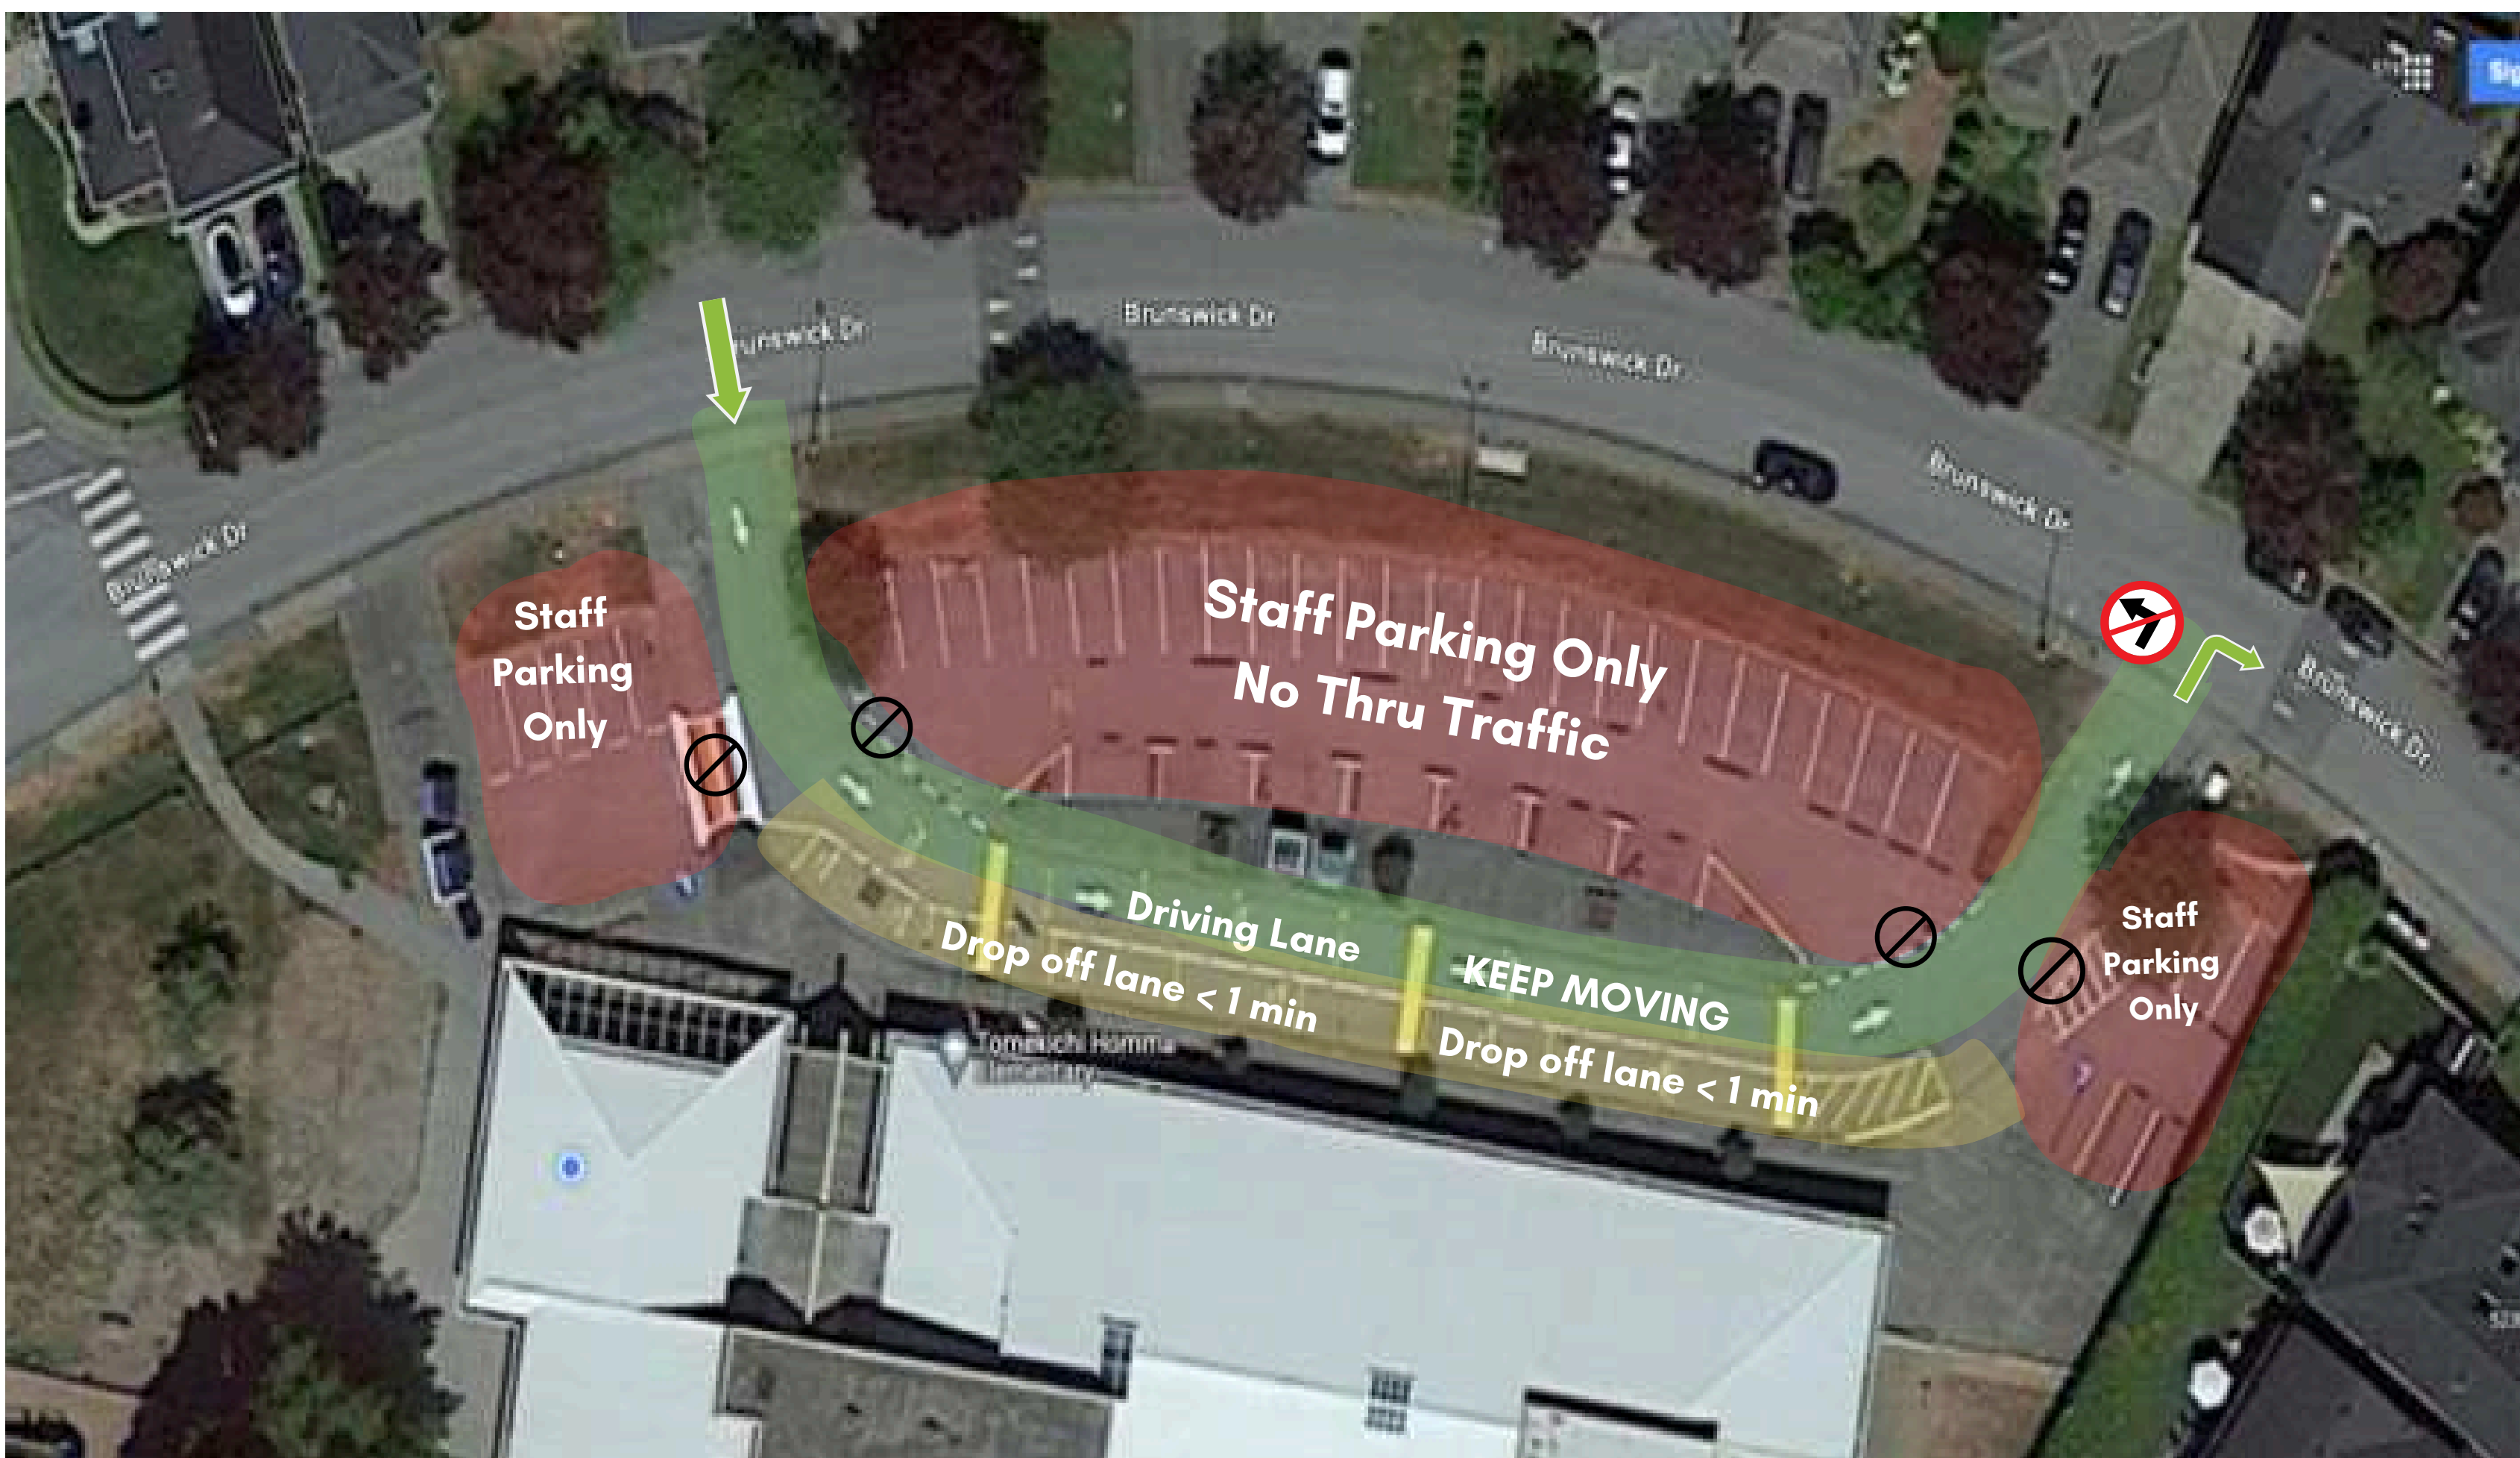 Brunswick Dr
Brunswick Dr
Brunswick Dr
Brunswick Dr
Brunswick Dr
Brunswick Dr
Staff
Parking
Only
Staff Parking Only
No Thru Traffic
Driving Lane
KEEP MOVING
Drop off lane < 1 min
Drop off lane < 1 min
Staff
Parking
Only
Tomekichi Homma
Elementary